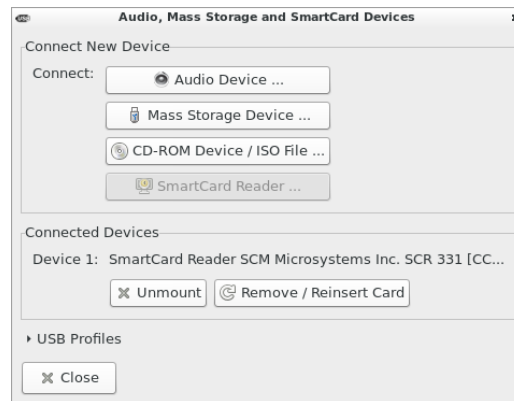 Audio, Mass Storage and SmartCard Devices
Connect New Device
Connect:
Audio Device ...
Mass Storage Device ...
CD-ROM Device / ISO File ...
SmartCard Reader ...
Connected Devices
Device 1: SmartCard Reader SCM Microsystems Inc. SCR 331 [CC...
Unmount
Remove / Reinsert Card
USB Profiles
Close